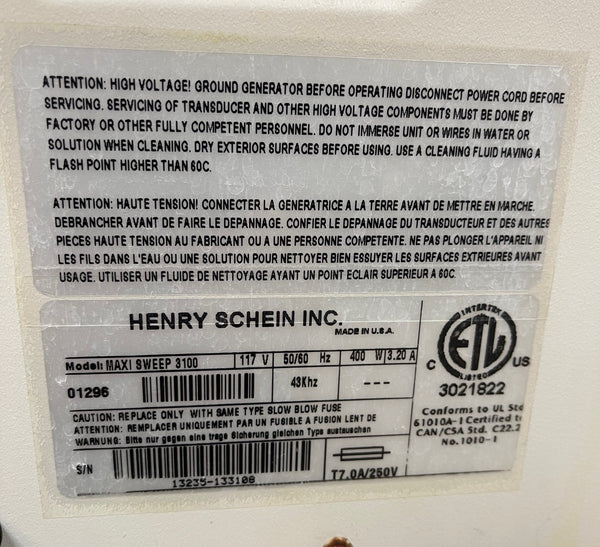 ATTENTION: HIGH VOLTAGE! GROUND GENERATOR BEFORE OPERATING DISCONNECT POWER CORD BEFORE
SERVICING. SERVICING OF TRANSDUCER AND OTHER HIGH VOLTAGE COMPONENTS MUST BE DONE BY
FACTORY OR OTHER FULLY COMPETENT PERSONNEL. DO NOT IMMERSE UNIT OR WIRES IN WATER OR
SOLUTION WHEN CLEANING. DRY EXTERIOR SURFACES BEFORE USING. USE A CLEANING FLUID HAVING A
FLASH POINT HIGHER THAN 60C.
ATTENTION: HAUTE TENSION! CONNECTER LA GENERATRICE A LA TERRE AVANT DE METTRE EN MARCHE.
DEBRANCHER AVANT DE FAIRE LE DEPANNAGE. CONFIER LE DEPANNAGE DU TRANSDUCTEUR ET DES AUTRES
PIECES HAUTE TENSION AU FABRICANT OU A UNE PERSONNE COMPETENTE. NE PAS PLONGER L'APPAREIL NI
LES FILS DANS L'EAU OU UNE SOLUTION POUR NETTOYER BIEN ESSUYER LES SURFACES EXTRIEURES AVANT
USAGE. UTILISER UN FLUIDE DE NETTOYAGE AYANT UN POINT ECLAIR SUPERIEUR A 60C.
HENRY SCHEIN INC.
MADE IN U.S.A.
Model: MAXI SWEEP 3100 117 V 50/60 Hz 400 W 3.20 A
01296 43Khz ---
CAUTION: REPLACE ONLY WITH SAME TYPE SLOW BLOW FUSE
ATTENTION: REMPLACER UNIQUEMENT PAR UN FUSIBLE A FUSION LENT DE
WARNUNG: Bitte nur gegen eine trage Sicherung gleichen Type austauschen
S/N
13235-133108
T7.0A/250V
INTERTEK
C ETL US
LISTED
3021822
Conforms to UL Std
61010A-1 Certified t
CAN/CSA Std. C22.2
No.1010-1